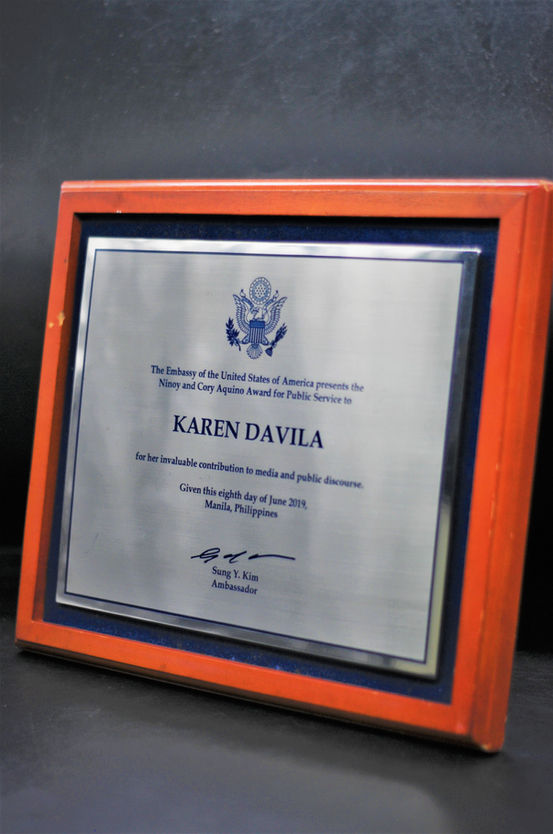 The Embassy of the United States of America presents the
Ninoy and Cory Aquino Award for Public Service to
KAREN DAVILA
for her invaluable contribution to media and public discourse.
Given this eighth day of June 2019,
Manila, Philippines
Sung Y. Kim
Ambassador